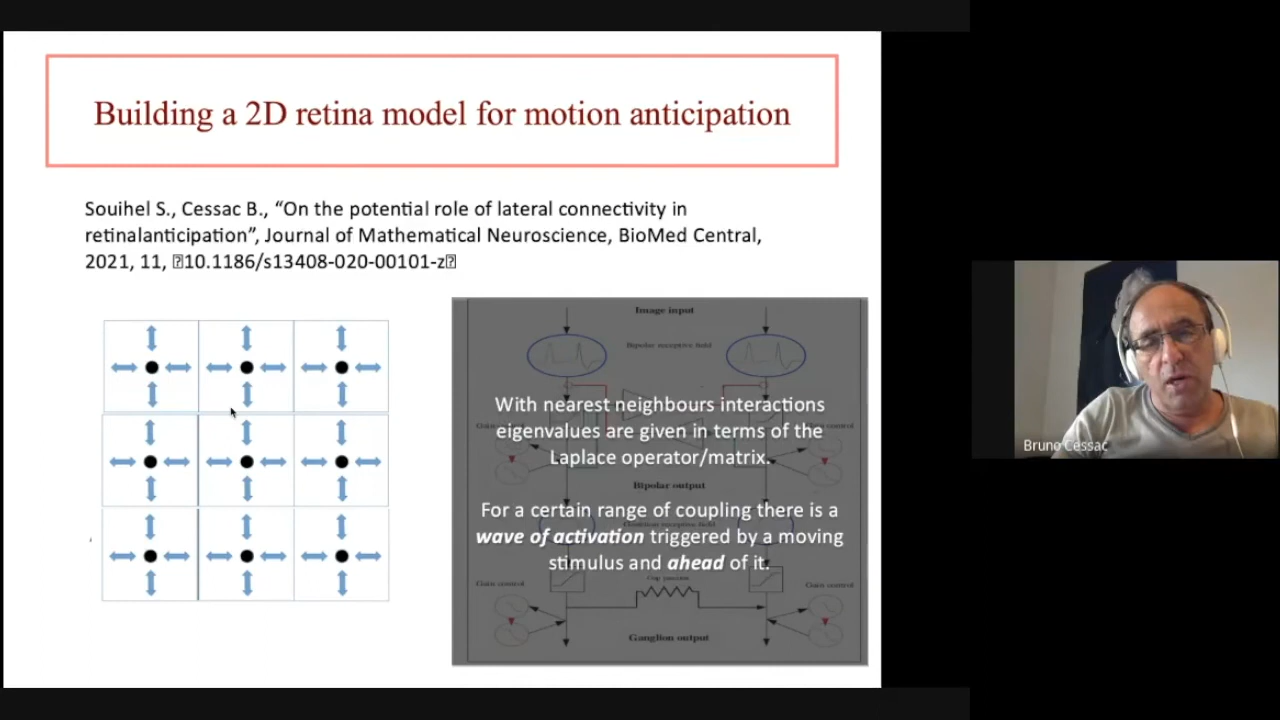 Building a 2D retina model for motion anticipation
Souihel S., Cessac B., “On the potential role of lateral connectivity in
retinalanticipation”, Journal of Mathematical Neuroscience, BioMed Central,
2021, 11, 10.1186/s13408-020-00101-z
Image input
Bipolar receptive field
With nearest neighbours interactions
eigenvalues are given in terms of the
Laplace operator/matrix.
Bipolar output
For a certain range of coupling there is a
wave of activation triggered by a moving
stimulus and ahead of it.
Gain control
Gap junction
Gain control
Ganglion output
Bruno Cessac